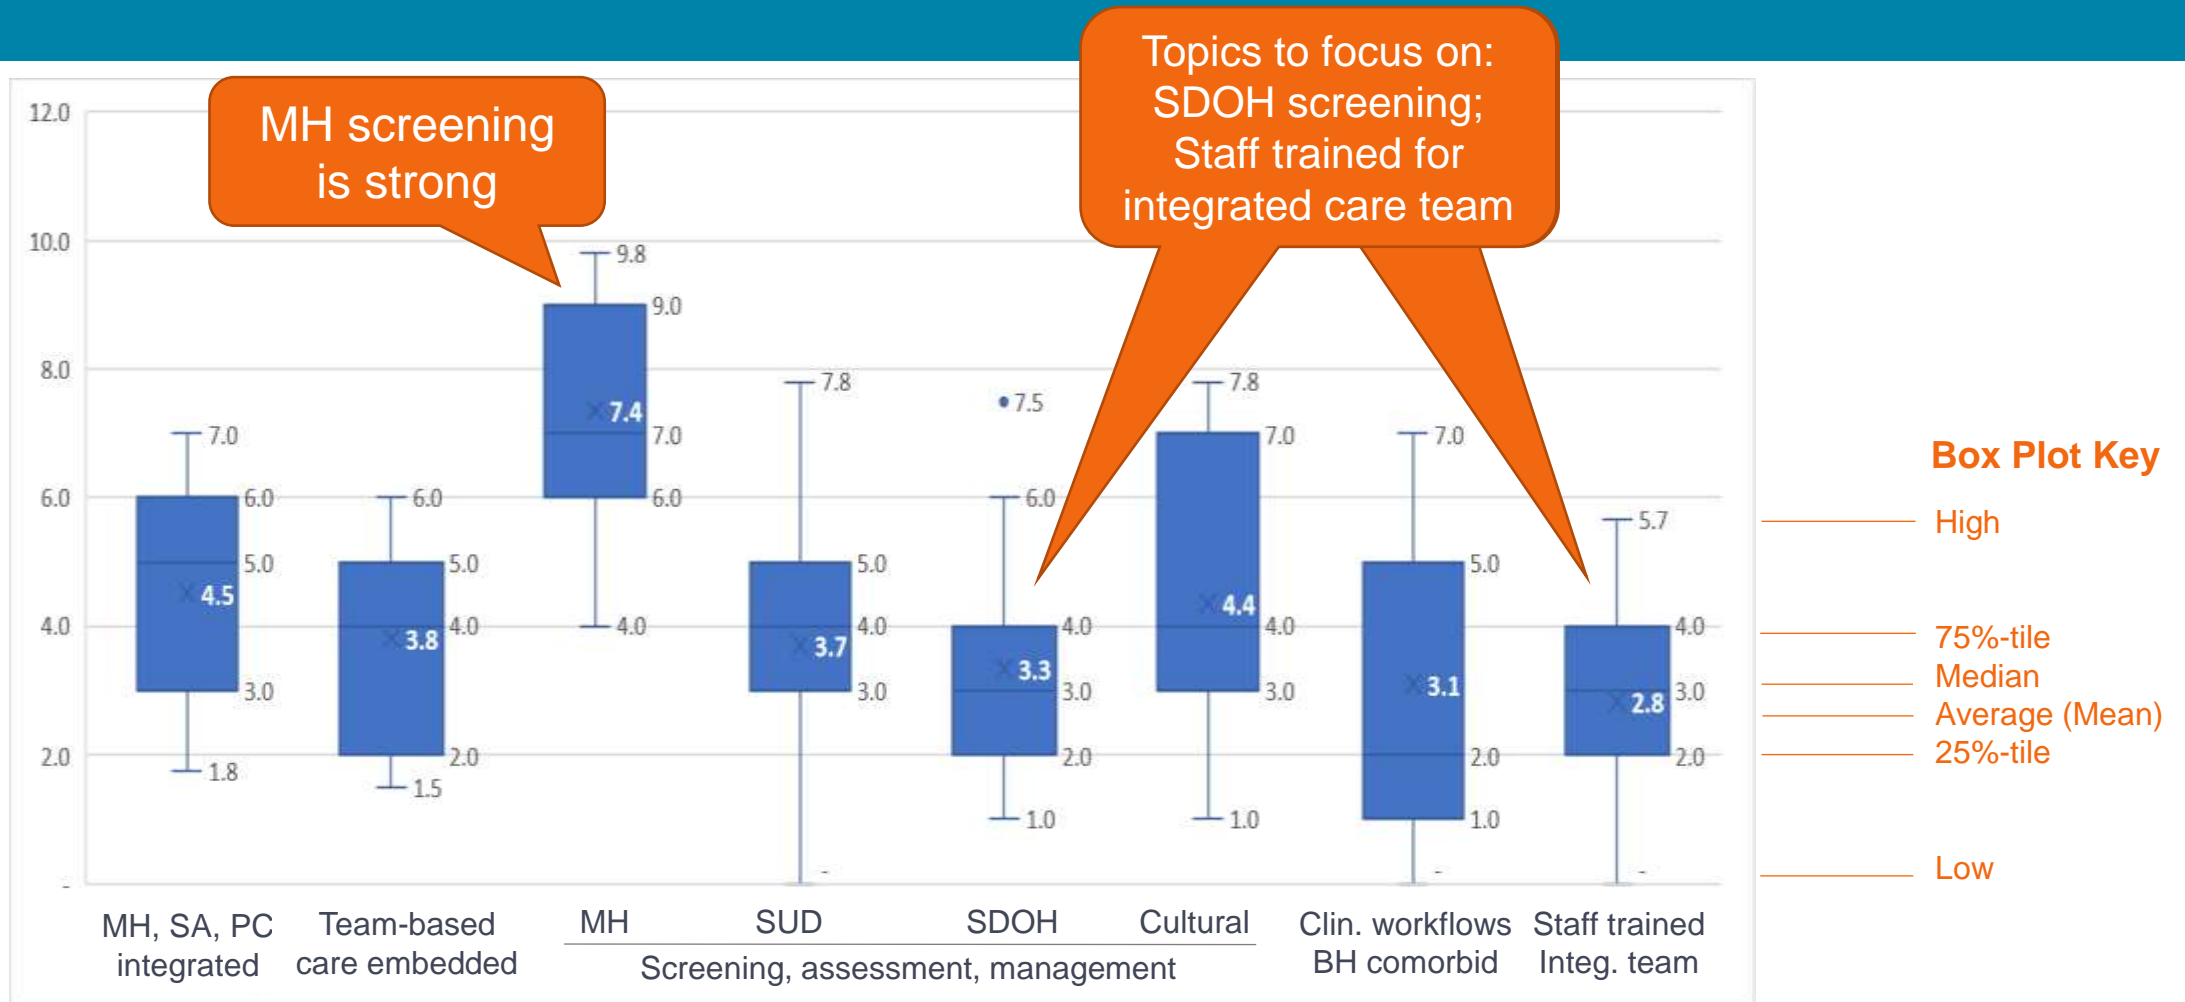 MH screening
is strong
Topics to focus on:
SDOH screening;
Staff trained for
integrated care team
12.0
10.0
8.0
6.0
4.0
2.0
-
7.0
6.0
5.0
4.5
3.0
1.8
6.0
5.0
4.0
3.8
2.0
1.5
9.8
9.0
7.4
7.0
6.0
4.0
7.8
5.0
4.0
3.7
3.0
-
7.5
6.0
4.0
3.3
3.0
2.0
1.0
7.8
7.0
4.4
4.0
3.0
1.0
7.0
5.0
3.1
2.0
1.0
-
5.7
4.0
3.0
2.8
2.0
-
MH, SA, PC
integrated
Team-based
care embedded
MH
SUD
SDOH
Cultural
Screening, assessment, management
Clin. workflows
BH comorbid
Staff trained
Integ. team
Box Plot Key
High
75%-tile
Median
Average (Mean)
25%-tile
Low